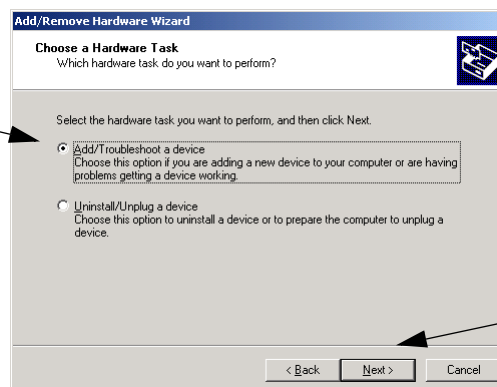 Add/Remove Hardware Wizard
Choose a Hardware Task
Which hardware task do you want to perform?
Select the hardware task you want to perform, and then click Next.
Add/Troubleshoot a device
Choose this option if you are adding a new device to your computer or are having
problems getting a device working.
Uninstall/Unplug a device
Choose this option to uninstall a device or to prepare the computer to unplug a
device.
< Back
Next >
Cancel